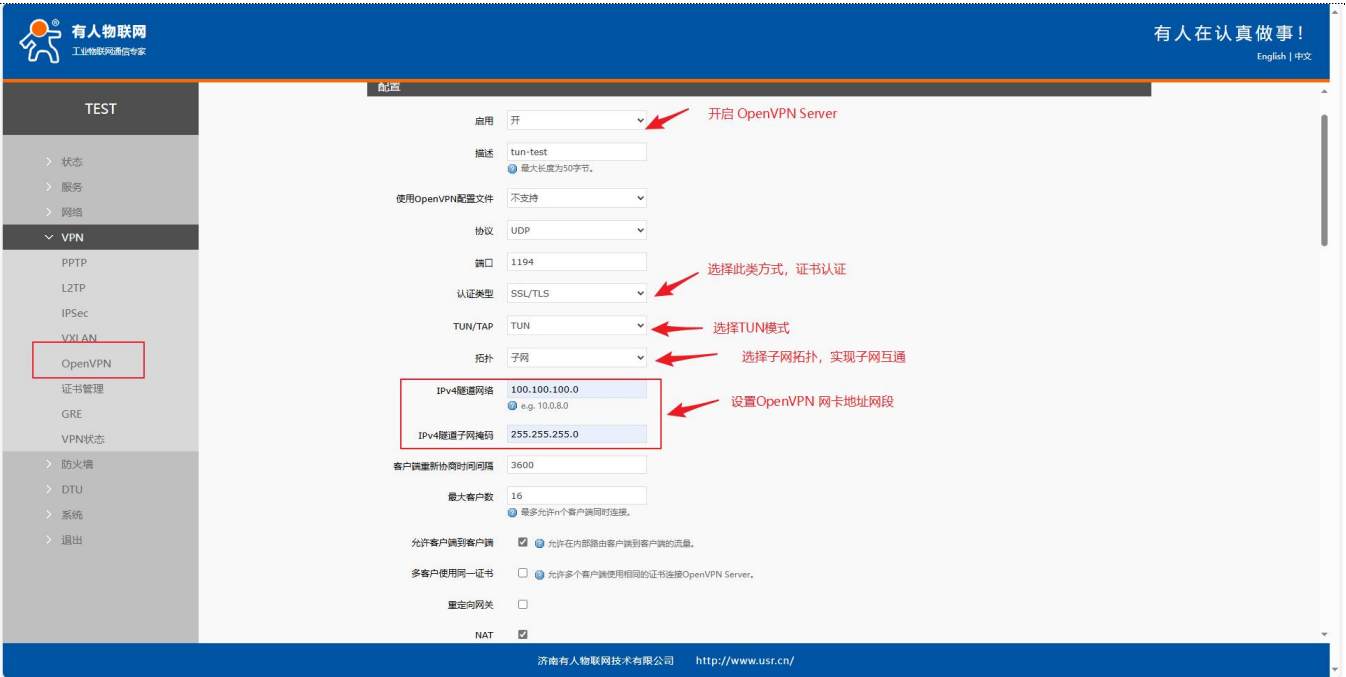 有人物联网
工业物联网通信专家
有人在认真做事!
English | 中文
TEST
状态
服务
网络
VPN
PPTP
L2TP
IPSec
VXLAN
OpenVPN
证书管理
GRE
VPN状态
防火墙
DTU
系统
退出
配置
启用 开
开启 OpenVPN Server
描述 tun-test
最大长度为50字节。
使用OpenVPN配置文件 不支持
协议 UDP
端口 1194
认证类型 SSL/TLS
选择此类方式，证书认证
TUN/TAP TUN
选择TUN模式
拓扑 子网
选择子网拓扑，实现子网互通
IPv4隧道网络 100.100.100.0
e.g. 10.0.8.0
设置OpenVPN 网卡地址网段
IPv4隧道子网掩码 255.255.255.0
客户端重新协商时间间隔 3600
最大客户数 16
最多允许n个客户端同时连接。
允许客户端到客户端 允许在内部路由客户端到客户端的流量。
多客户使用同一证书 允许多个客户端使用相同的证书连接OpenVPN Server。
重定向网关
NAT
济南有人物联网技术有限公司 http://www.usr.cn/